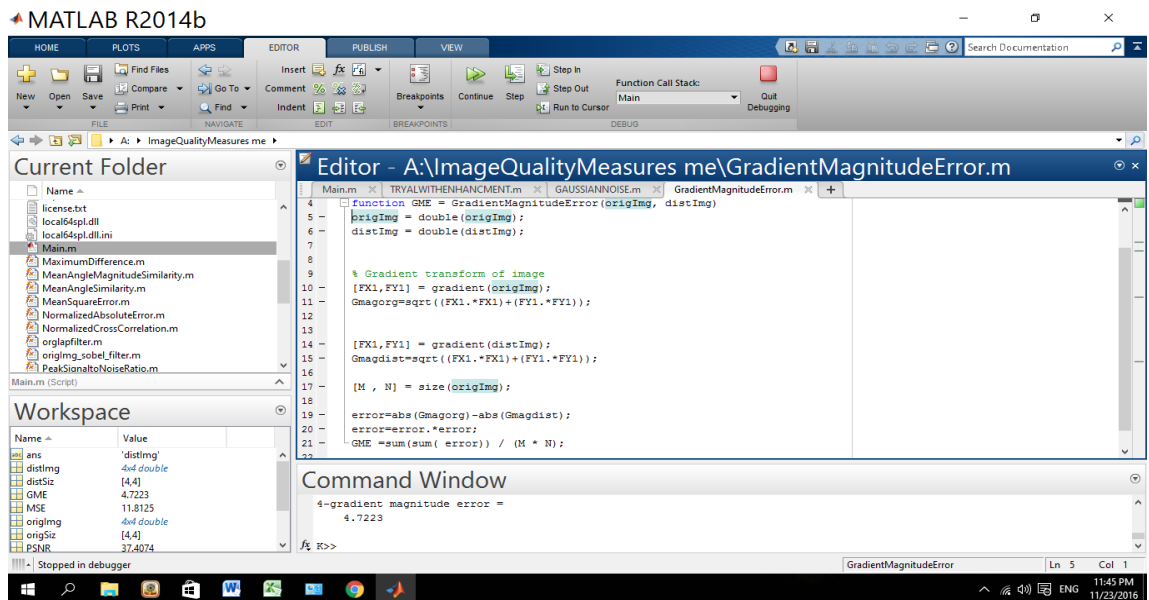 MATLAB R2014b
HOME PLOTS APPS EDITOR PUBLISH VIEW Search Documentation
New Open Save Find Files Compare Print
Go To Find
Insert fx Comment % Indent
Breakpoints
Continue Step Step In Step Out Run to Cursor
Function Call Stack: Main
Quit Debugging
FILE NAVIGATE EDIT BREAKPOINTS DEBUG
A: ImageQualityMeasures me
Current Folder
Name
license.txt
local64spl.dll
local64spl.dll.ini
Main.m
MaximumDifference.m
MeanAngleMagnitudeSimilarity.m
MeanAngleSimilarity.m
MeanSquareError.m
NormalizedAbsoluteError.m
NormalizedCrossCorrelation.m
orglapfilter.m
origImg_sobel_filter.m
PeakSignaltoNoiseRatio.m
Main.m (Script)
Workspace
Name Value
ans 'distImg'
distImg 4x4 double
distSiz [4,4]
GME 4.7223
MSE 11.8125
origImg 4x4 double
origSiz [4,4]
PSNR 37.4074
Editor - A:\ImageQualityMeasures me\GradientMagnitudeError.m
Main.m TRYALWITHENHANCMENT.m GAUSSIANNOISE.m GradientMagnitudeError.m +
4 function GME = GradientMagnitudeError(origImg, distImg)
5 - origImg = double(origImg);
6 - distImg = double(distImg);
7
8
9 % Gradient transform of image
10 - [FX1,FY1] = gradient(origImg);
11 - Gmagorg=sqrt((FX1.*FX1)+(FY1.*FY1));
12
13
14 - [FX1,FY1] = gradient(distImg);
15 - Gmagdist=sqrt((FX1.*FX1)+(FY1.*FY1));
16
17 - [M , N] = size(origImg);
18
19 - error=abs(Gmagorg)-abs(Gmagdist);
20 - error=error.*error;
21 - GME =sum(sum( error)) / (M * N);
22
Command Window
4-gradient magnitude error =
4.7223
fx K>>
Stopped in debugger GradientMagnitudeError Ln 5 Col 1
ENG 11:45 PM
11/23/2016